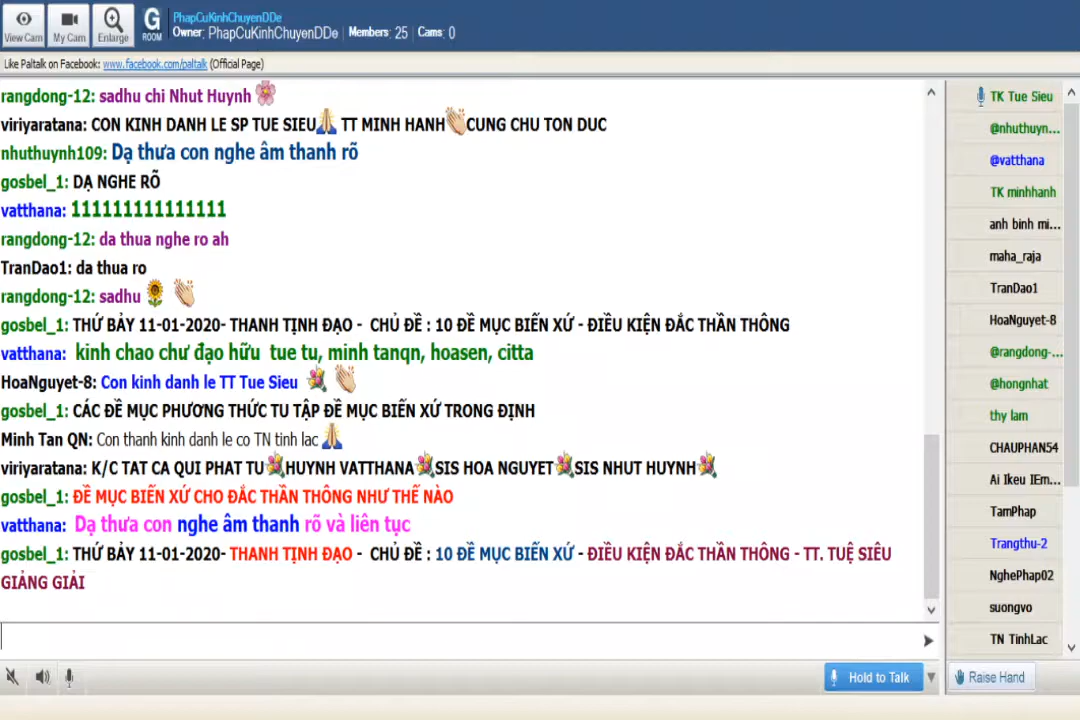 View Cam My Cam Enlarge G ROOM
PhapCuKinhChuyenDDe
Owner: PhapCuKinhChuyenDDe Members: 25 Cams: 0
Like Paltalk on Facebook: www.facebook.com/paltalk (Official Page)
rangdong-12: sadhu chi Nhut Huynh
viriyaratana: CON KINH DANH LE SP TUE SIEU TT MINH HANH CUNG CHU TON DUC
nhuthuynh109: Dạ thưa con nghe âm thanh rõ
gosbel_1: DẠ NGHE RÕ
vatthana: 111111111111111
rangdong-12: da thua nghe ro ah
TranDao1: da thua ro
rangdong-12: sadhu
gosbel_1: THỨ BẢY 11-01-2020- THANH TỊNH ĐẠO - CHỦ ĐỀ : 10 ĐỀ MỤC BIẾN XỨ - ĐIỀU KIỆN ĐẮC THẦN THÔNG
vatthana: kinh chao chư đạo hữu tue tu, minh tanqn, hoasen, citta
HoaNguyet-8: Con kinh danh le TT Tue Sieu
gosbel_1: CÁC ĐỀ MỤC PHƯƠNG THỨC TU TẬP ĐỀ MỤC BIẾN XỨ TRONG ĐỊNH
Minh Tan QN: Con thanh kinh danh le co TN tinh lac
viriyaratana: K/C TAT CA QUI PHAT TU HUYNH VATTHANA SIS HOA NGUYET SIS NHUT HUYNH
gosbel_1: ĐỀ MỤC BIẾN XỨ CHO ĐẮC THẦN THÔNG NHƯ THẾ NÀO
vatthana: Dạ thưa con nghe âm thanh rõ và liên tục
gosbel_1: THỨ BẢY 11-01-2020- THANH TỊNH ĐẠO - CHỦ ĐỀ : 10 ĐỀ MỤC BIẾN XỨ - ĐIỀU KIỆN ĐẮC THẦN THÔNG - TT. TUỆ SIÊU
GIẢNG GIẢI
TK Tue Sieu
@nhuthuyn...
@vatthana
TK minhhanh
anh binh mi...
maha_raja
TranDao1
HoaNguyet-8
@rangdong-...
@hongnhat
thy lam
CHAUPHAN54
Ai Ikeu IEm...
TamPhap
Trangthu-2
NghePhap02
suongvo
TN TinhLac
Hold to Talk
Raise Hand